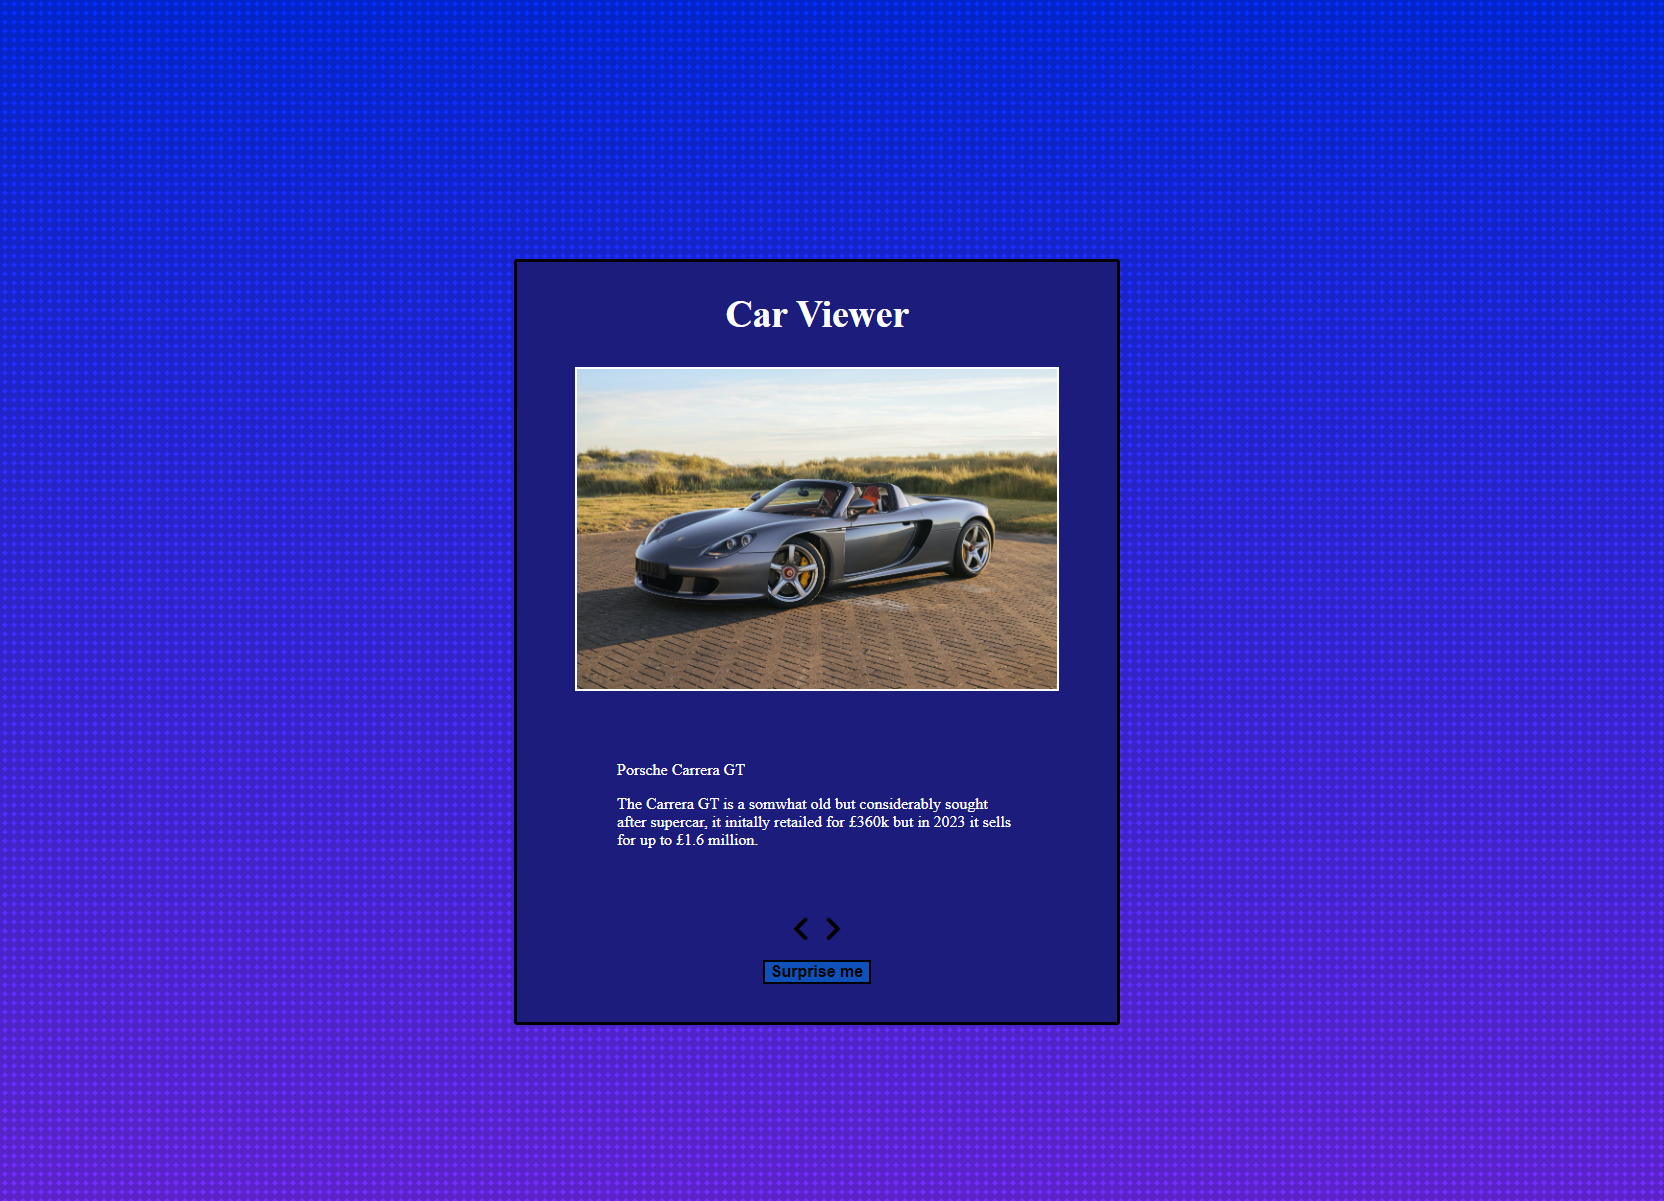 Car Viewer
Porsche Carrera GT
The Carrera GT is a somwhat old but considerably sought
after supercar, it initally retailed for £360k but in 2023 it sells
for up to £1.6 million.
Surprise me